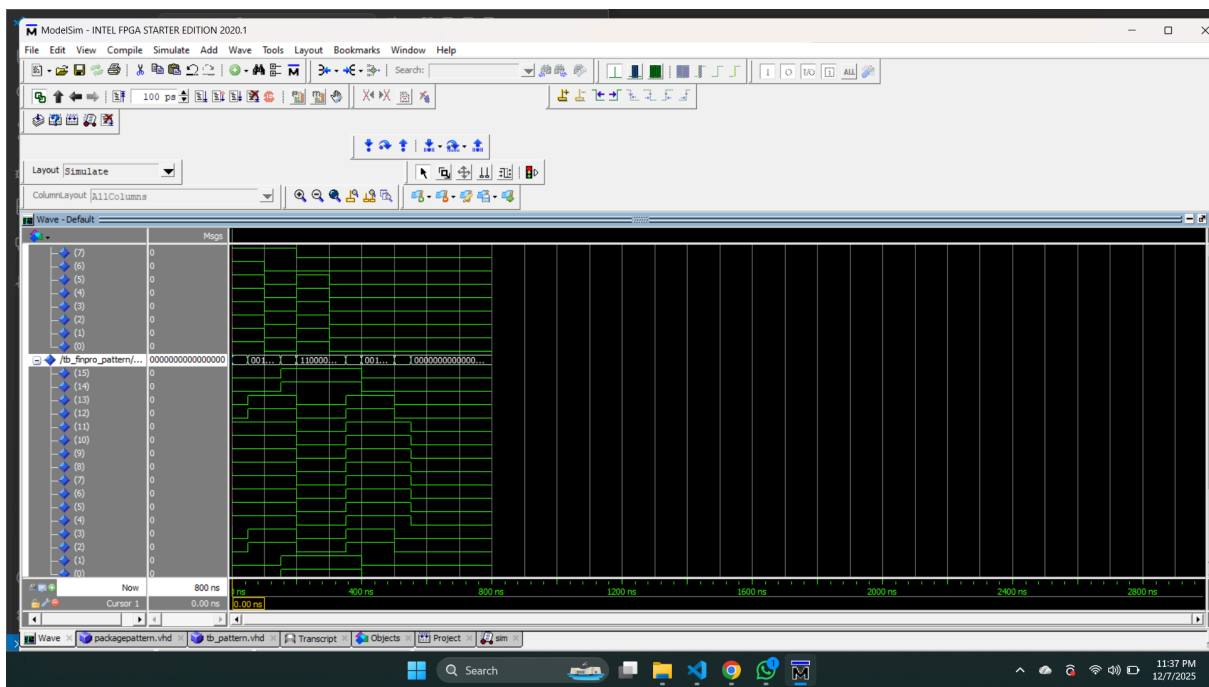 ModelSim - INTEL FPGA STARTER EDITION 2020.1
File Edit View Compile Simulate Add Wave Tools Layout Bookmarks Window Help
Search:
I O I/O 1 ALL
100 ps
Layout Simulate
ColumnLayout AllColumns
Wave - Default
Msgs
(7) 0
(6) 0
(5) 0
(4) 0
(3) 0
(2) 0
(1) 0
(0) 0
/tb_finpro_pattern/... 0000000000000000 001... 110000... 001... 0000000000000...
(15) 0
(14) 0
(13) 0
(12) 0
(11) 0
(10) 0
(9) 0
(8) 0
(7) 0
(6) 0
(5) 0
(4) 0
(3) 0
(2) 0
(1) 0
(0) 0
Now 800 ns ns 400 ns 800 ns 1200 ns 1600 ns 2000 ns 2400 ns 2800 ns
Cursor 1 0.00 ns 0.00 ns
Wave packagepattern.vhd tb_pattern.vhd Transcript Objects Project sim
Search
11:37 PM
12/7/2025